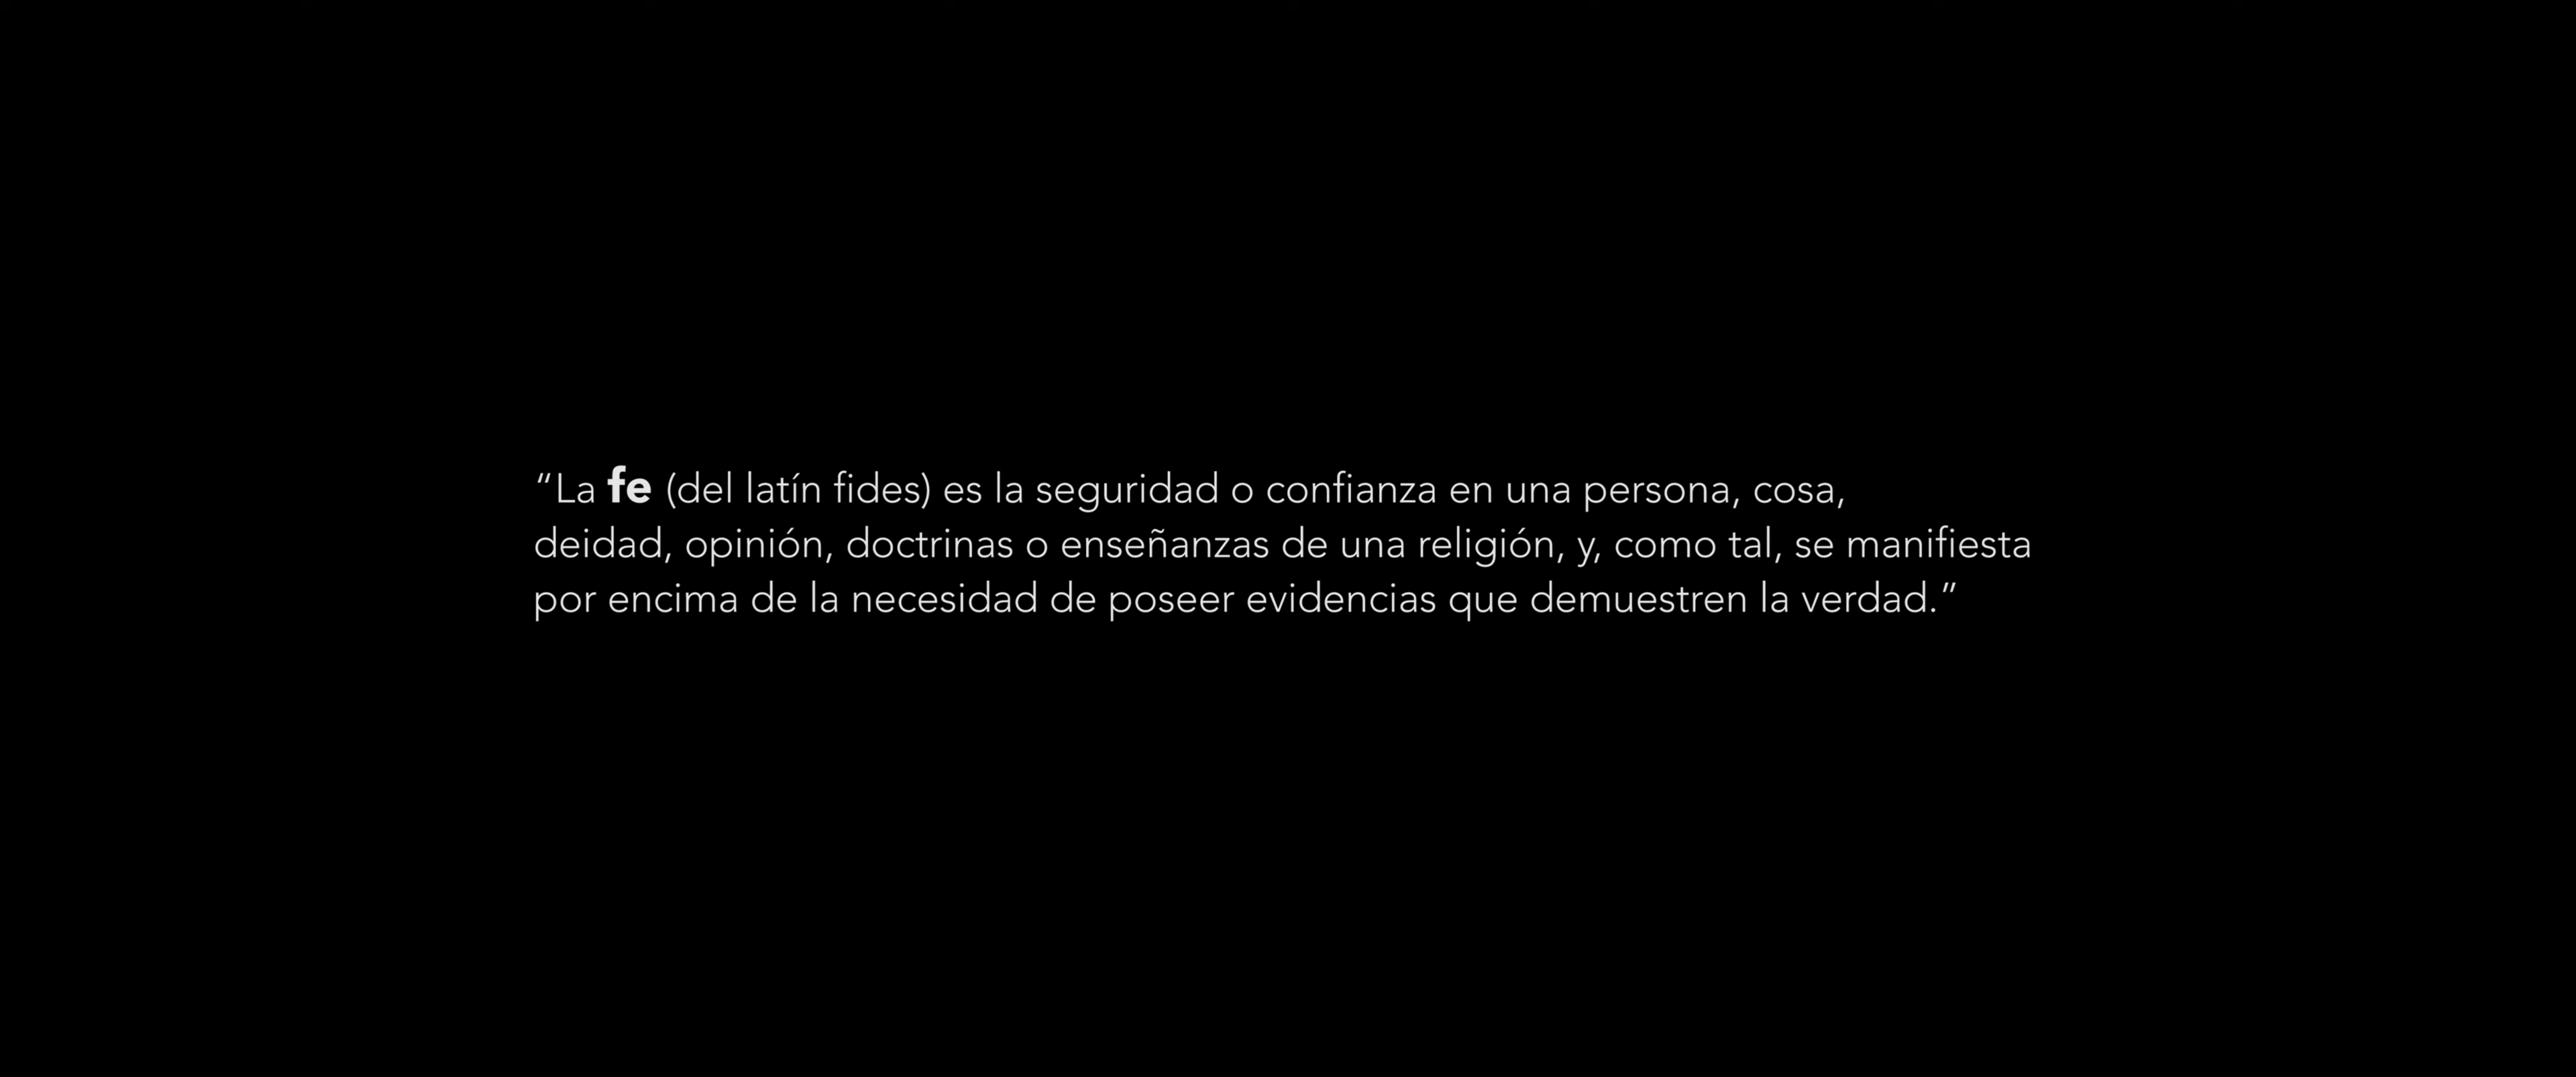 “La fe (del latín fides) es la seguridad o confianza en una persona, cosa,
deidad, opinión, doctrinas o enseñanzas de una religión, y, como tal, se manifiesta
por encima de la necesidad de poseer evidencias que demuestren la verdad.”